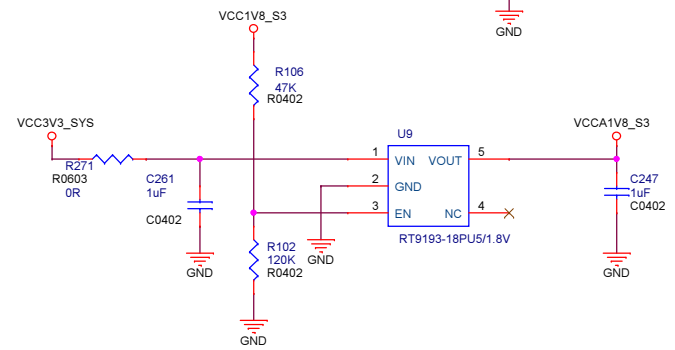 GND
VCC1V8_S3
R106
47K
R0402
VCC3V3_SYS
R271
R0603
0R
C261
1uF
C0402
GND
R102
120K
R0402
GND
GND
U9
1
VIN
VOUT
5
2
GND
3
EN
NC
4
RT9193-18PU5/1.8V
VCCA1V8_S3
C247
1uF
C0402
GND